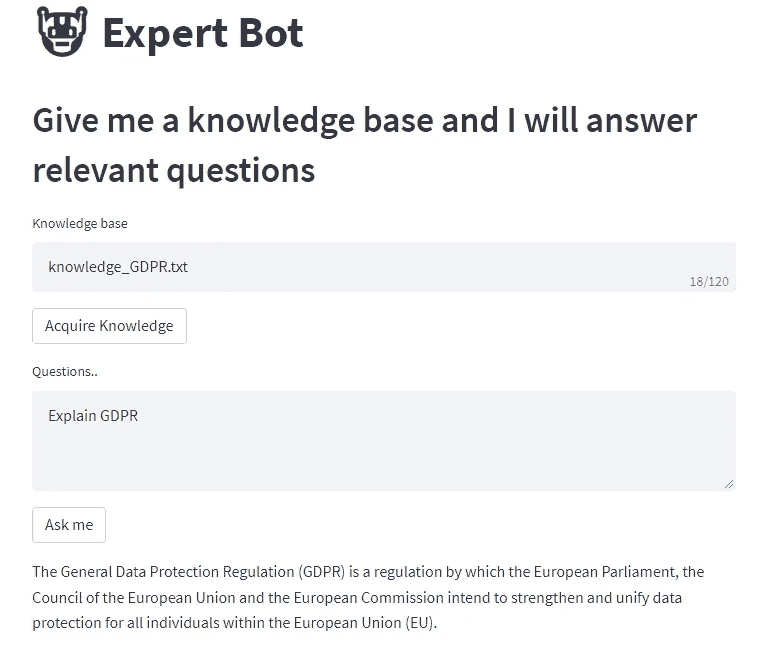 Expert Bot
Give me a knowledge base and I will answer
relevant questions
Knowledge base
knowledge_GDPR.txt
18/120
Acquire Knowledge
Questions..
Explain GDPR
Ask me
The General Data Protection Regulation (GDPR) is a regulation by which the European Parliament, the
Council of the European Union and the European Commission intend to strengthen and unify data
protection for all individuals within the European Union (EU).